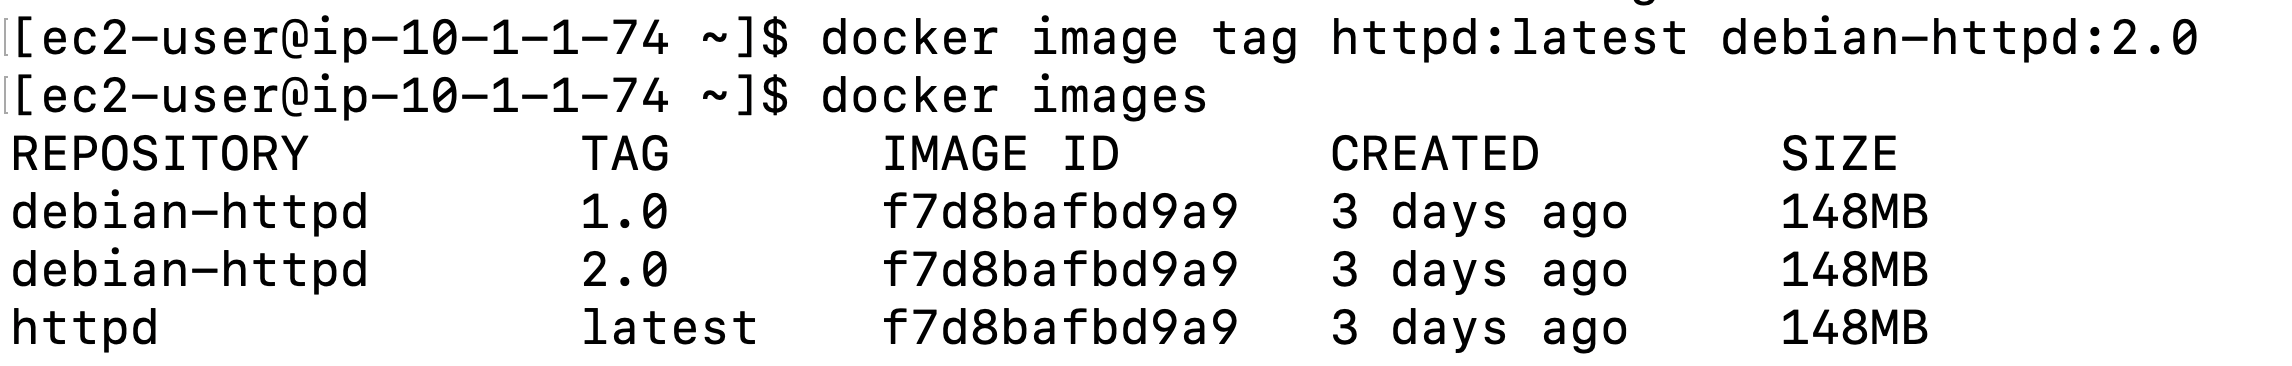 [ec2-user@ip-10-1-1-74 ~]$ docker image tag httpd:latest debian-httpd:2.0
[ec2-user@ip-10-1-1-74 ~]$ docker images
REPOSITORY TAG IMAGE ID CREATED SIZE
debian-httpd 1.0 f7d8bafbd9a9 3 days ago 148MB
debian-httpd 2.0 f7d8bafbd9a9 3 days ago 148MB
httpd latest f7d8bafbd9a9 3 days ago 148MB